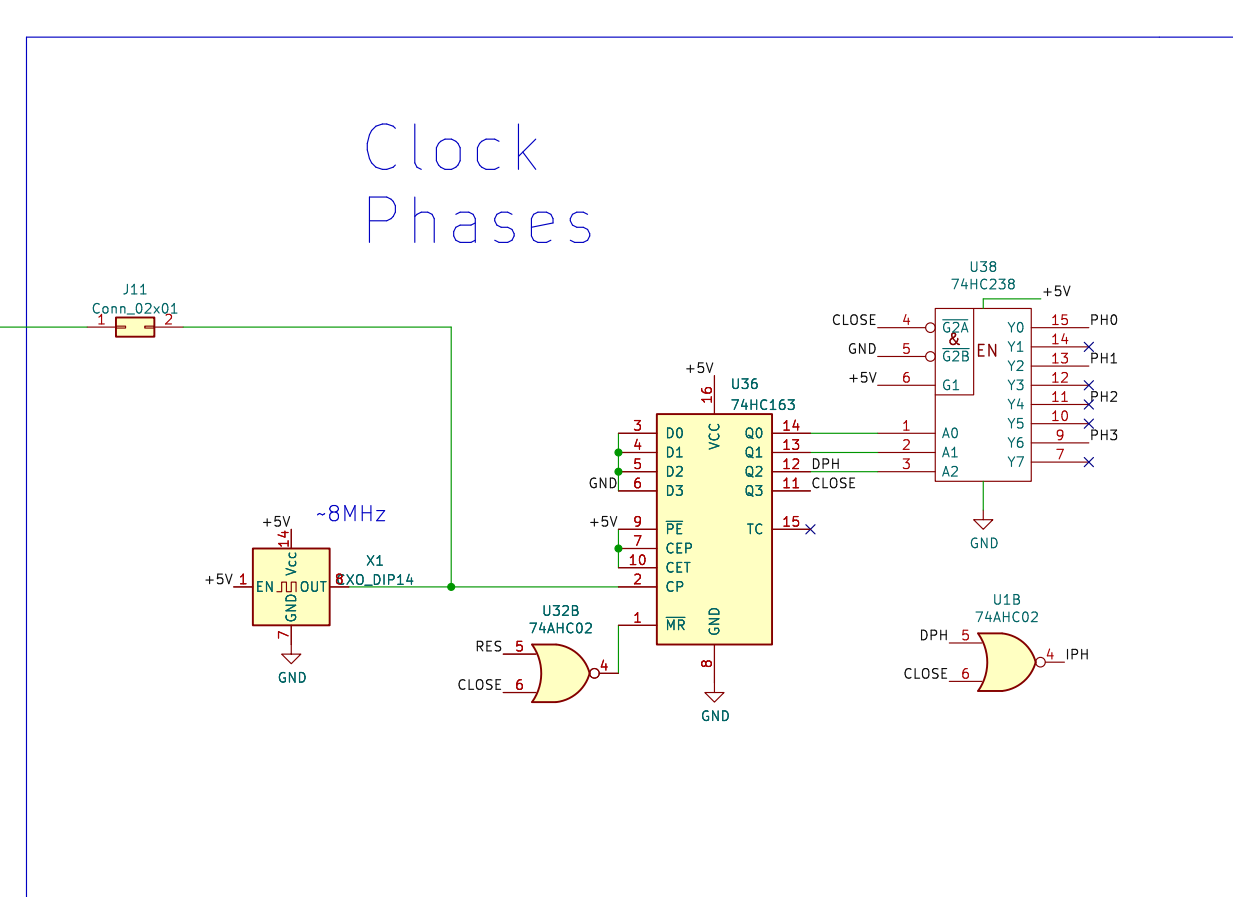 Clock
Phases
J11
Conn_02x01
1 2
U38
74HC238
+5V
CLOSE 4 G2A Y0 15 PH0
& EN
Y1 14
GND 5 G2B Y2 13 PH1
+5V 6 G1 Y3 12
Y4 11 PH2
Y5 10
1 A0 Y6 9 PH3
2 A1 Y7 7
3 A2
GND
+5V
16
U36
74HC163
VCC
3 D0 Q0 14
4 D1 Q1 13
5 D2 Q2 12 DPH
GND 6 D3 Q3 11 CLOSE
+5V 9 PE TC 15
7 CEP
10 CET
2 CP
1 MR
GND
8
GND
~8MHz
+5V
14
Vcc
X1
CXO_DIP14
+5V 1 EN OUT 8
GND
7
GND
U32B
74AHC02
RES 5
4
CLOSE 6
U1B
74AHC02
DPH 5
4 IPH
CLOSE 6